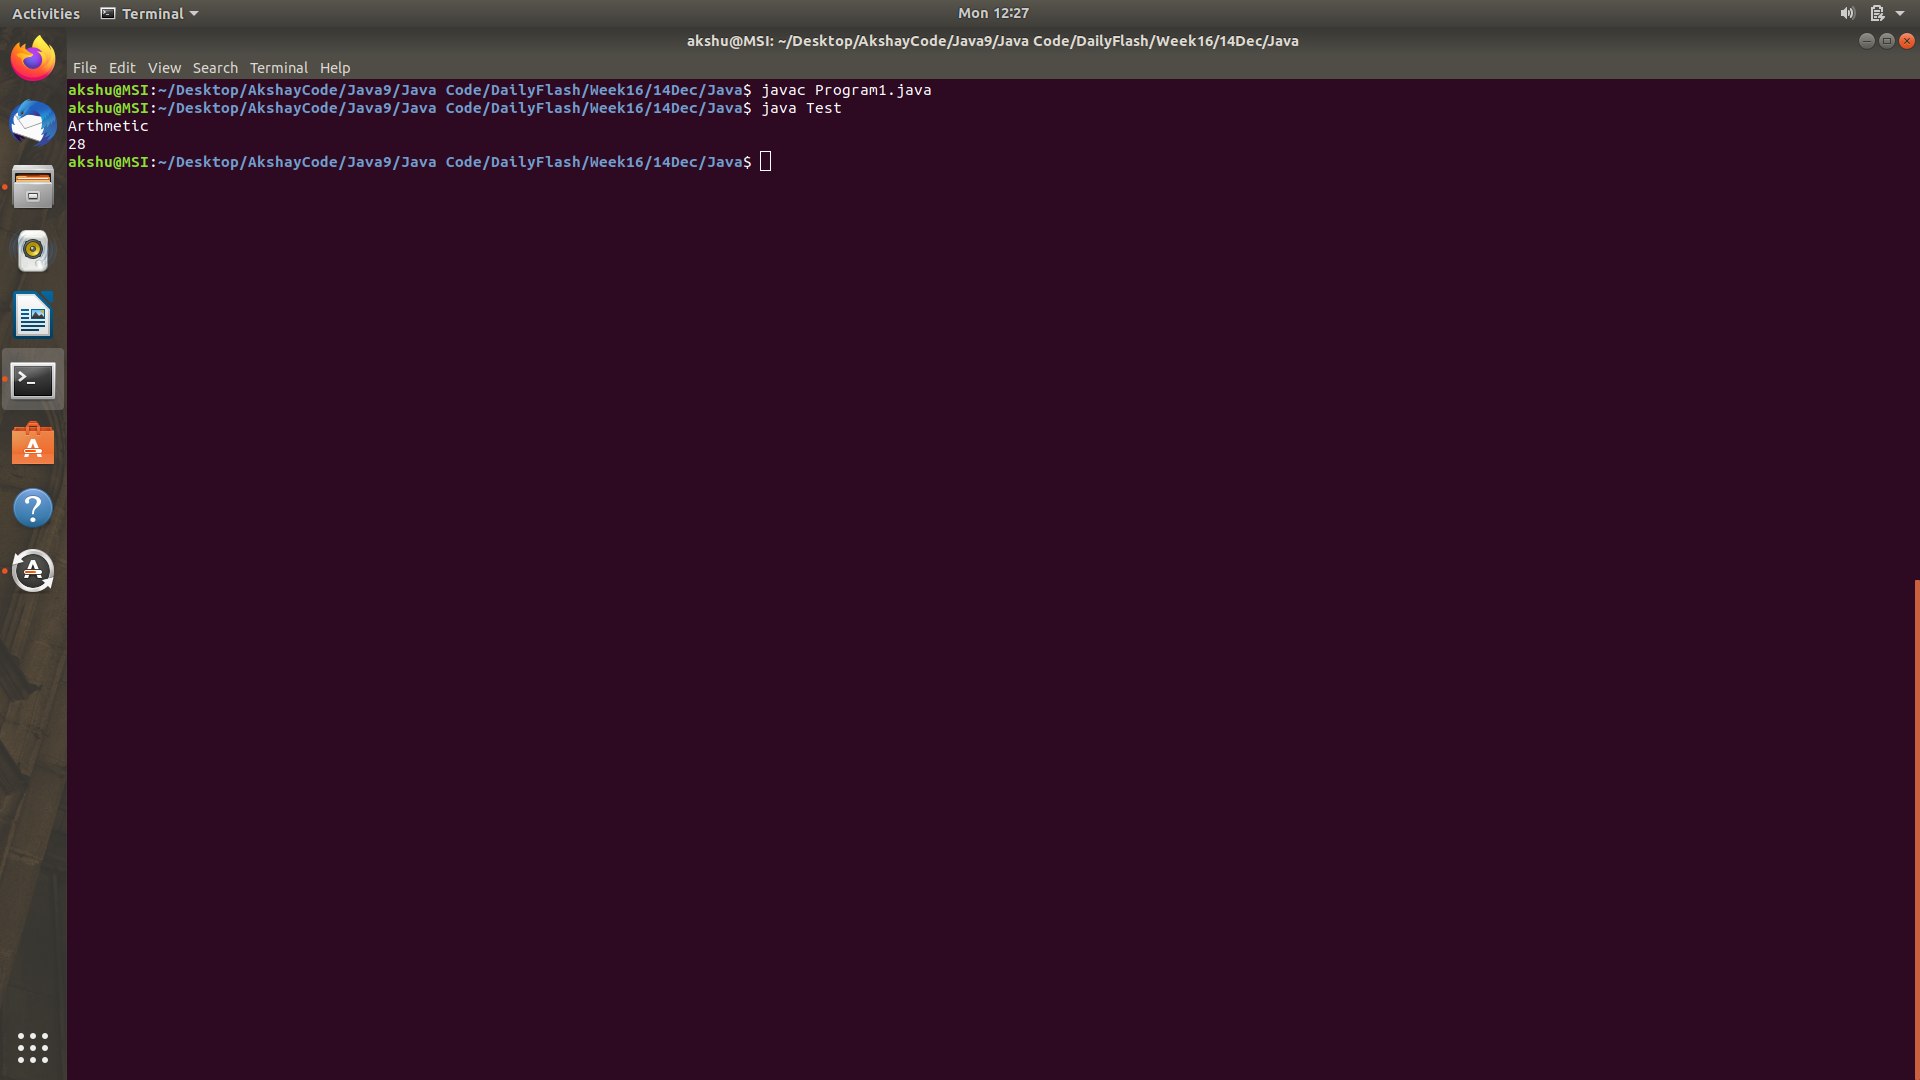 Activities Terminal Mon 12:27
akshu@MSI: ~/Desktop/AkshayCode/Java9/Java Code/DailyFlash/Week16/14Dec/Java
File Edit View Search Terminal Help
akshu@MSI:~/Desktop/AkshayCode/Java9/Java Code/DailyFlash/Week16/14Dec/Java$ javac Program1.java
akshu@MSI:~/Desktop/AkshayCode/Java9/Java Code/DailyFlash/Week16/14Dec/Java$ java Test
Arthmetic
28
akshu@MSI:~/Desktop/AkshayCode/Java9/Java Code/DailyFlash/Week16/14Dec/Java$